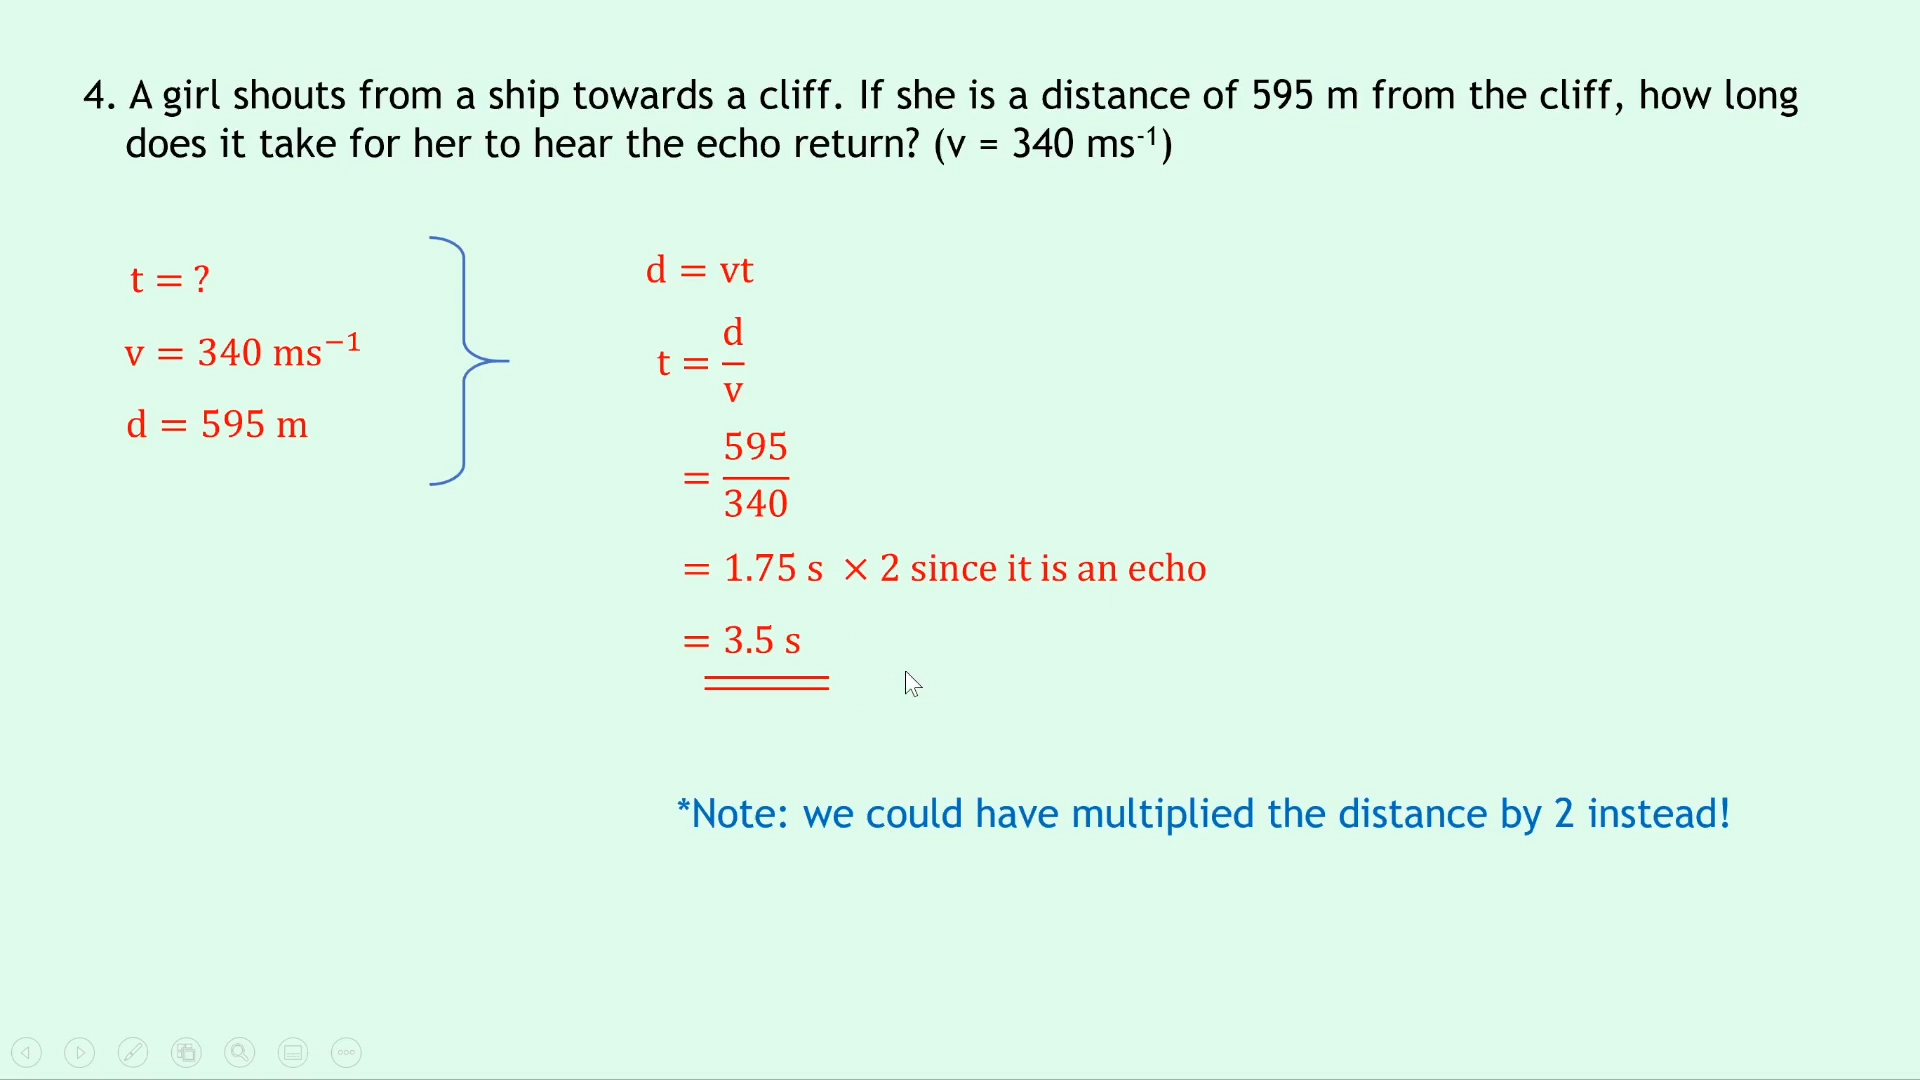 4. A girl shouts from a ship towards a cliff. If she is a distance of 595 m from the cliff, how long
does it take for her to hear the echo return? (v = 340 ms⁻¹)
t = ?
v = 340 ms⁻¹
d = 595 m
d = vt
t = d/v
= 595/340
= 1.75 s × 2 since it is an echo
= 3.5 s
*Note: we could have multiplied the distance by 2 instead!